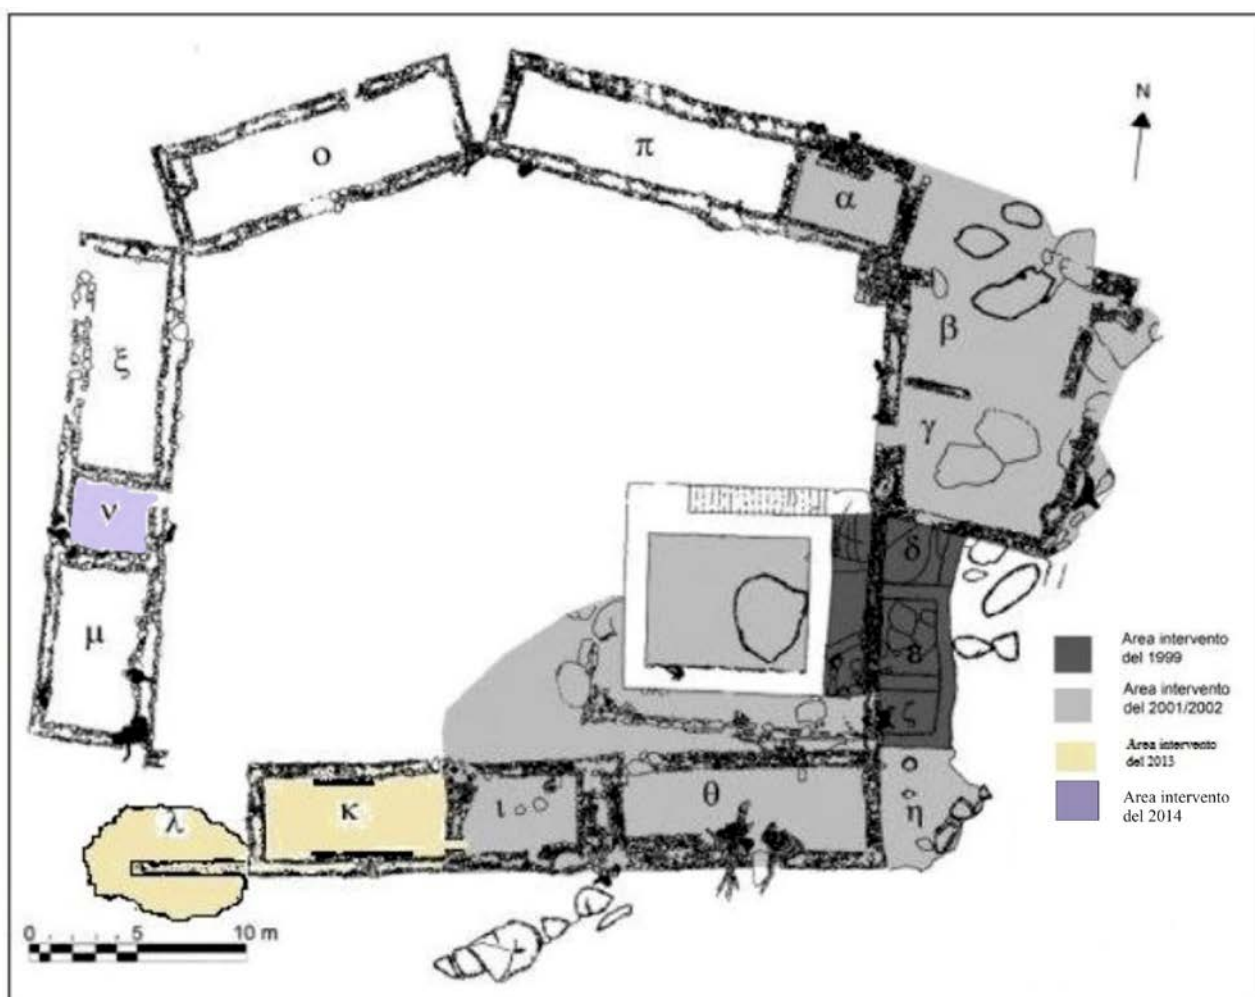 N
ο
π
α
β
ξ
γ
ν
δ
μ
ε
ζ
θ
κ
ι
η
λ
0 5 10 m
Area intervento
del 1999
Area intervento
del 2001/2002
Area intervento
del 2013
Area intervento
del 2014